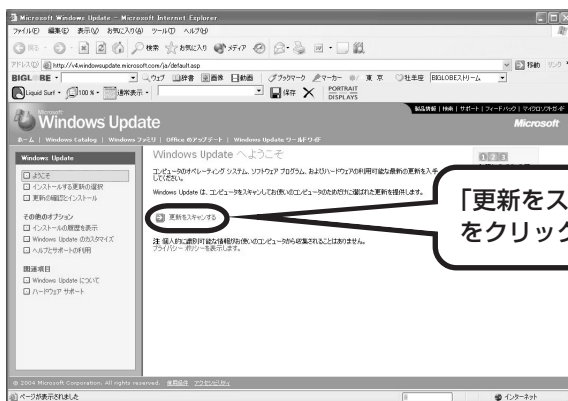 Microsoft Windows Update - Microsoft Internet Explorer
ファイル(F) 編集(E) 表示(V) お気に入り(A) ツール(T) ヘルプ(H)
戻る 検索 お気に入り メディア
アドレス(D) http://v4.windowsupdate.microsoft.com/ja/default.asp 移動 リンク
BIGLOBE ウェブ 辞書 画像 動画 ブックマーク マーカー 東京 牡羊座 BIGLOBEストリーム
Liquid Surf 100 % 通常表示 保存 PORTRAIT DISPLAYS
製品情報 | 検索 | サポート | フィードバック | マイクロソフトガイド
Microsoft
Windows Update
Microsoft
ホーム | Windows Catalog | Windows ファミリ | Office のアップデート | Windows Update ワールドワイド
Windows Update
ようこそ
インストールする更新の選択
更新の確認とインストール
その他のオプション
インストールの履歴を表示
Windows Update のカスタマイズ
ヘルプとサポートの利用
関連項目
Windows Update について
ハードウェア サポート
Windows Update へようこそ
コンピュータのオペレーティング システム、ソフトウェア プログラム、およびハードウェアの利用可能な最新の更新を入手
してください。
Windows Update は、コンピュータをスキャンしてお使いのコンピュータのためだけに選ばれた更新を提供します。
更新をスキャンする
注 個人的に識別可能な情報がお使いのコンピュータから収集されることはありません。
プライバシー ポリシーを表示します。
1 2 3
「更新をス
をクリック
© 2004 Microsoft Corporation. All rights reserved. 使用条件 アクセシビリティ
ページが表示されました インターネット